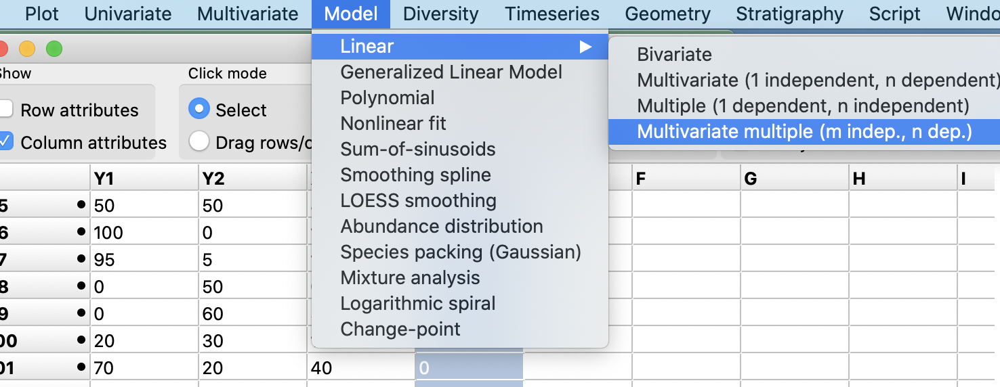 Plot Univariate Multivariate Model Diversity Timeseries Geometry Stratigraphy Script Windo
Linear ▶
Generalized Linear Model
Polynomial
Nonlinear fit
Sum-of-sinusoids
Smoothing spline
LOESS smoothing
Abundance distribution
Species packing (Gaussian)
Mixture analysis
Logarithmic spiral
Change-point
Bivariate
Multivariate (1 independent, n dependent)
Multiple (1 dependent, n independent)
Multivariate multiple (m indep., n dep.)
Show Click mode
Row attributes Select
Column attributes Drag rows/c
Y1 Y2 F G H I
5 • 50 50
6 • 100 0
7 • 95 5
8 • 0 50
9 • 0 60
00 • 20 30
01 • 70 20 40 0